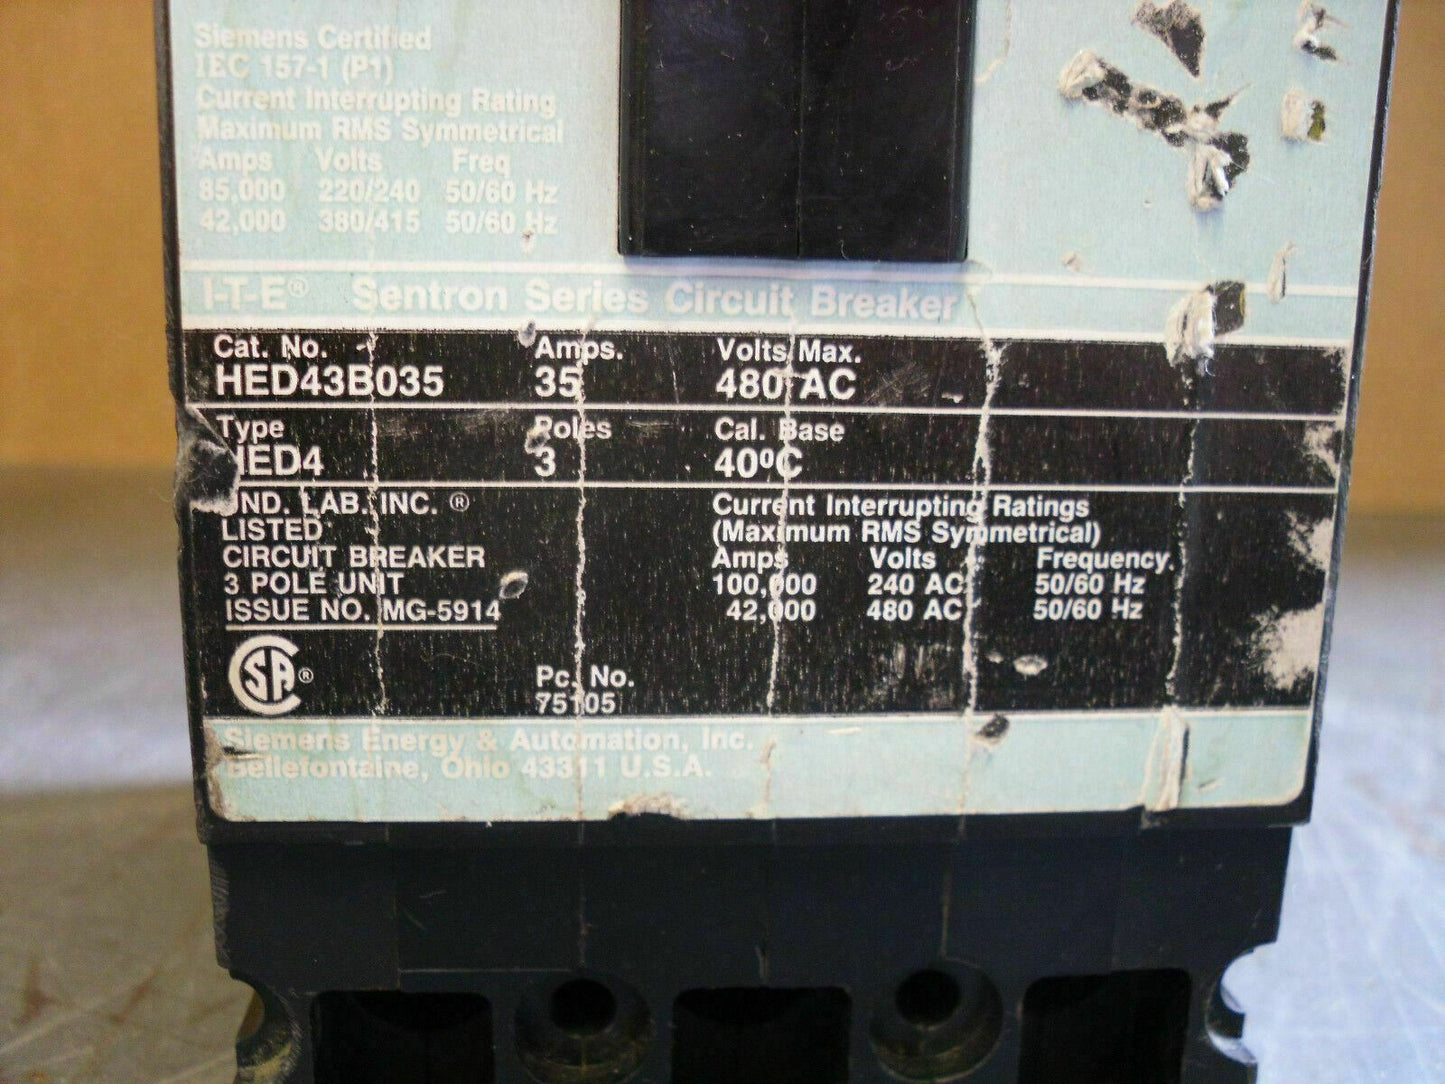 Siemens Certified
IEC 157-1 (P1)
Current Interrupting Rating
Maximum RMS Symmetrical
Amps Volts Freq
85,000 220/240 50/60 Hz
42,000 380/415 50/60 Hz
I-T-E® Sentron Series Circuit Breaker
Cat. No. Amps. Volts Max.
HED43B035 35 480 AC
Type Poles Cal. Base
HED4 3 40ºC
UND. LAB. INC. ®
LISTED
CIRCUIT BREAKER
3 POLE UNIT
ISSUE NO. MG-5914
Current Interrupting Ratings
(Maximum RMS Symmetrical)
Amps Volts Frequency
100,000 240 AC 50/60 Hz
42,000 480 AC 50/60 Hz
CSA ®
Pc. No.
75105
Siemens Energy & Automation, Inc.
Bellefontaine, Ohio 43311 U.S.A.